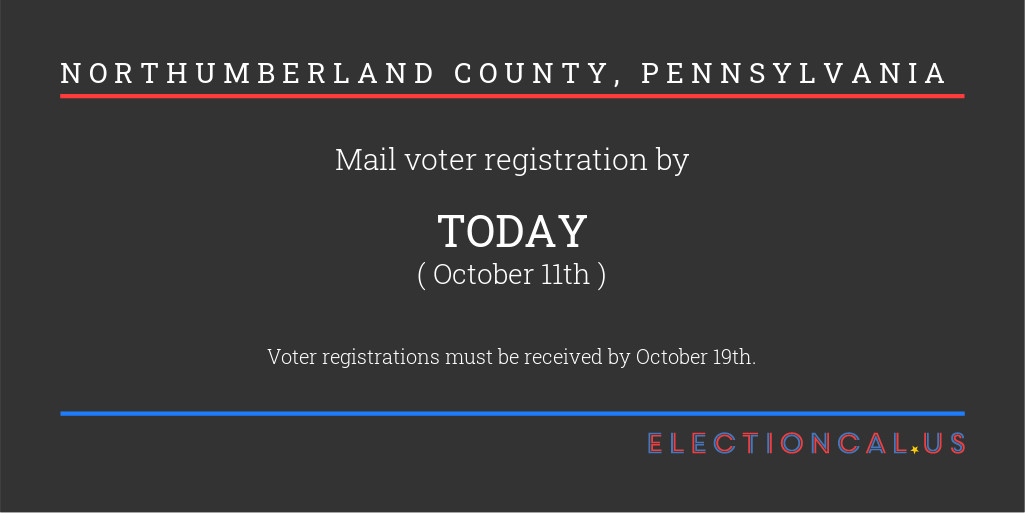 NORTHUMBERLAND COUNTY, PENNSYLVANIA
Mail voter registration by
TODAY
( October 11th )
Voter registrations must be received by October 19th.
ELECTIONCAL.US